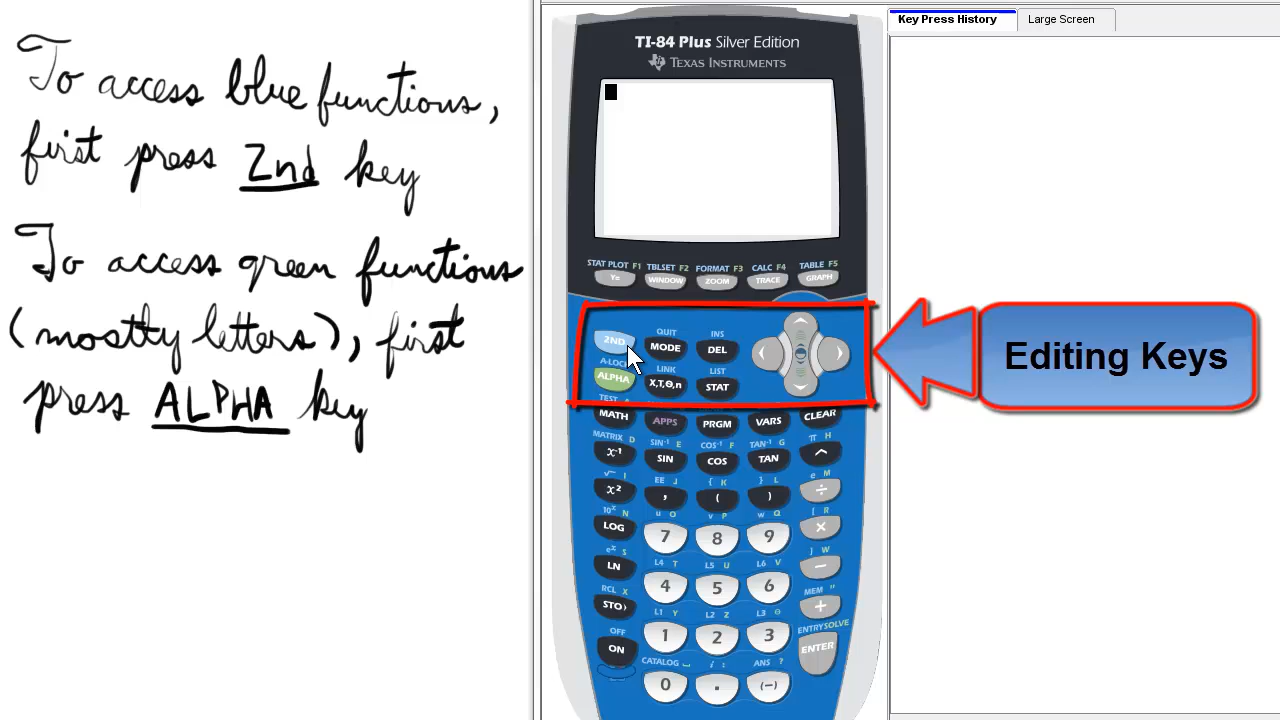 To access blue functions,
first press 2nd key
To access green functions
(mostly letters), first
press ALPHA key
TI-84 Plus Silver Edition
TEXAS INSTRUMENTS
STAT PLOT F1 TBLSET F2 FORMAT F3 CALC F4 TABLE F5
Y= WINDOW ZOOM TRACE GRAPH
QUIT INS
2ND MODE DEL
A-LOCK LINK LIST
ALPHA X,T,Θ,n STAT
TEST A
MATH APPS PRGM VARS CLEAR
MATRIX D SIN⁻¹ E COS⁻¹ F TAN⁻¹ G π H
x⁻¹ SIN COS TAN ^
√ I EE J { K } L e M
x² , ( ) ÷
10ˣ N u O v P w Q [ R
LOG 7 8 9 ×
eˣ S L4 T L5 U L6 V ] W
LN 4 5 6 −
RCL X L1 Y L2 Z L3 θ MEM "
STO› 1 2 3 +
OFF CATALOG i : ANS ? ENTRY SOLVE
ON 0 . (−) ENTER
Key Press History
Large Screen
Editing Keys